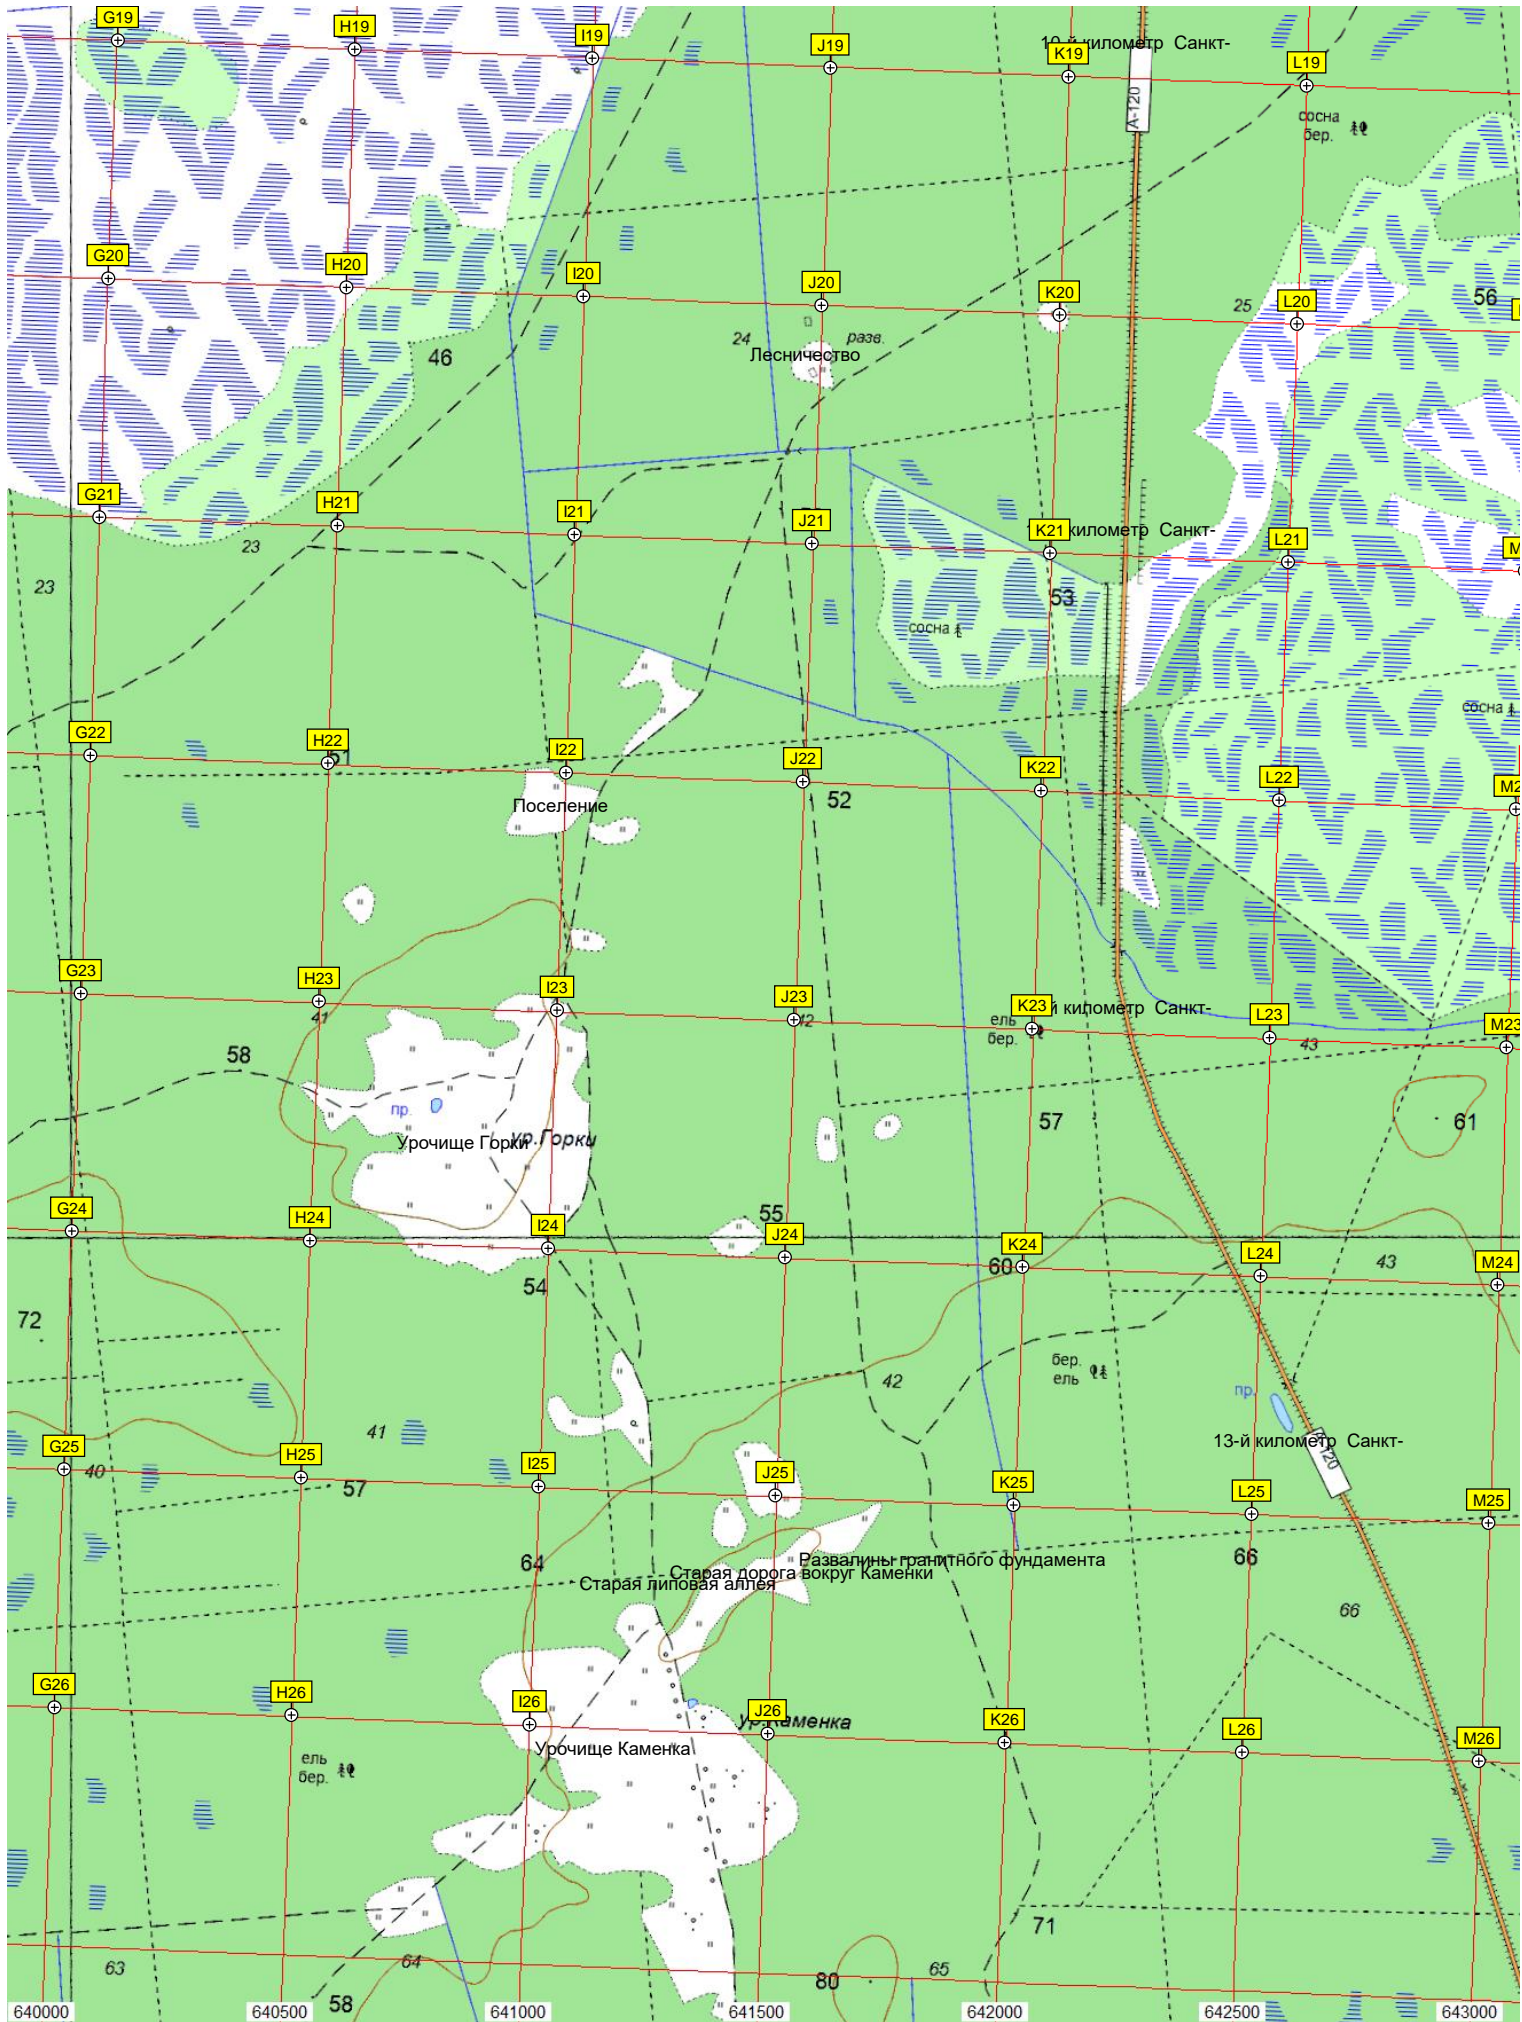 G19
H19
I19
J19
10-й километр Санкт-
K19
L19
А-120
сосна
бер.
G20
H20
I20
J20
K20
25
L20
56
46
24
разв.
Лесничество
G21
H21
I21
J21
K21
километр Санкт-
L21
23
23
53
сосна
сосна
G22
H22
I22
J22
K22
L22
52
Поселение
G23
H23
I23
J23
K23
й километр Санкт-
L23
M23
41
42
ель
бер.
43
58
пр.
57
61
Урочище Горки
ур.Горки
G24
H24
I24
55
J24
K24
L24
M24
54
60
43
72
бер.
ель
42
пр.
41
13-й километр Санкт-
G25
H25
I25
J25
K25
L25
M25
40
57
64
66
Развалины гранитного фундамента
Старая дорога вокруг Каменки
Старая липовая аллея
66
G26
H26
I26
J26
K26
L26
M26
ур.Каменка
Урочище Каменка
ель
бер.
71
63
64
65
80
58
640000
640500
641000
641500
642000
642500
643000